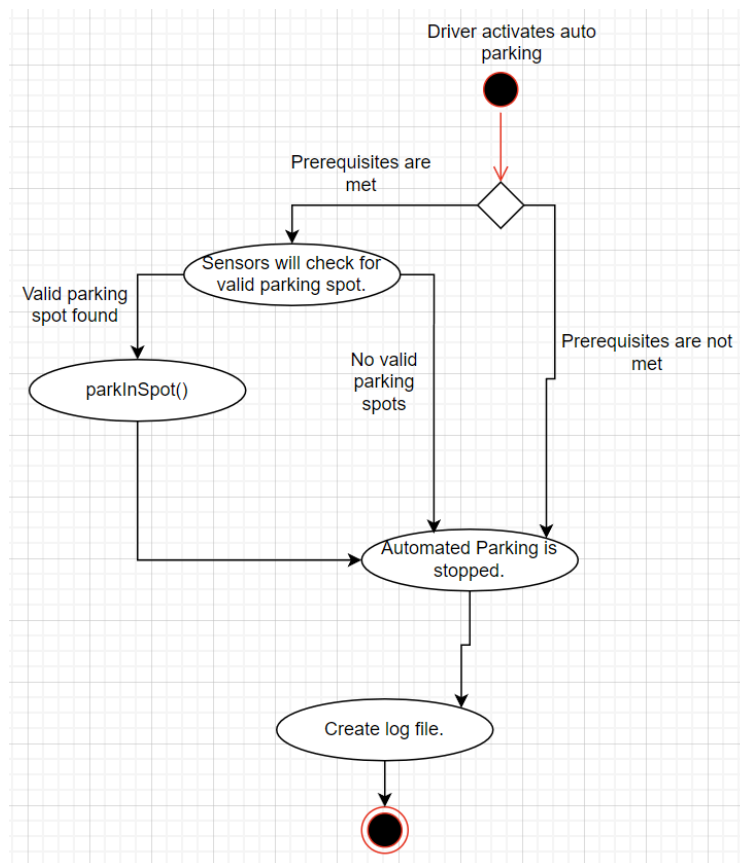 Driver activates auto
parking
Prerequisites are
met
Sensors will check for
valid parking spot.
Valid parking
spot found
Prerequisites are not
met
No valid
parking
spots
parkInSpot()
Automated Parking is
stopped.
Create log file.